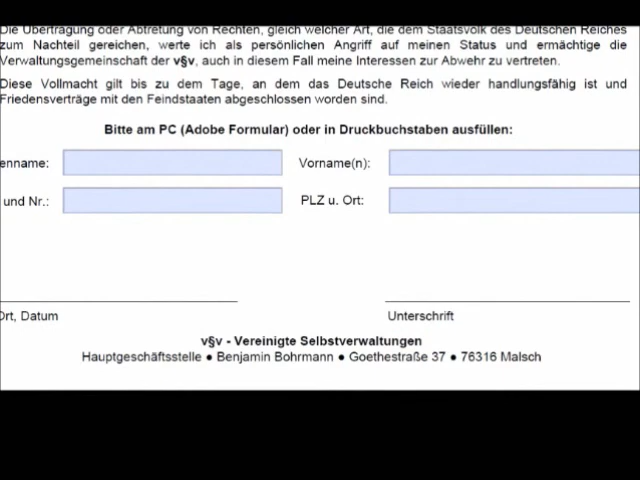 Die Übertragung oder Abtretung von Rechten, gleich welcher Art, die dem Staatsvolk des Deutschen Reiches
zum Nachteil gereichen, werte ich als persönlichen Angriff auf meinen Status und ermächtige die
Verwaltungsgemeinschaft der v§v, auch in diesem Fall meine Interessen zur Abwehr zu vertreten.
Diese Vollmacht gilt bis zu dem Tage, an dem das Deutsche Reich wieder handlungsfähig ist und
Friedensverträge mit den Feindstaaten abgeschlossen worden sind.
Bitte am PC (Adobe Formular) oder in Druckbuchstaben ausfüllen:
enname: Vorname(n):
und Nr.: PLZ u. Ort:
Ort, Datum Unterschrift
v§v - Vereinigte Selbstverwaltungen
Hauptgeschäftsstelle ● Benjamin Bohrmann ● Goethestraße 37 ● 76316 Malsch